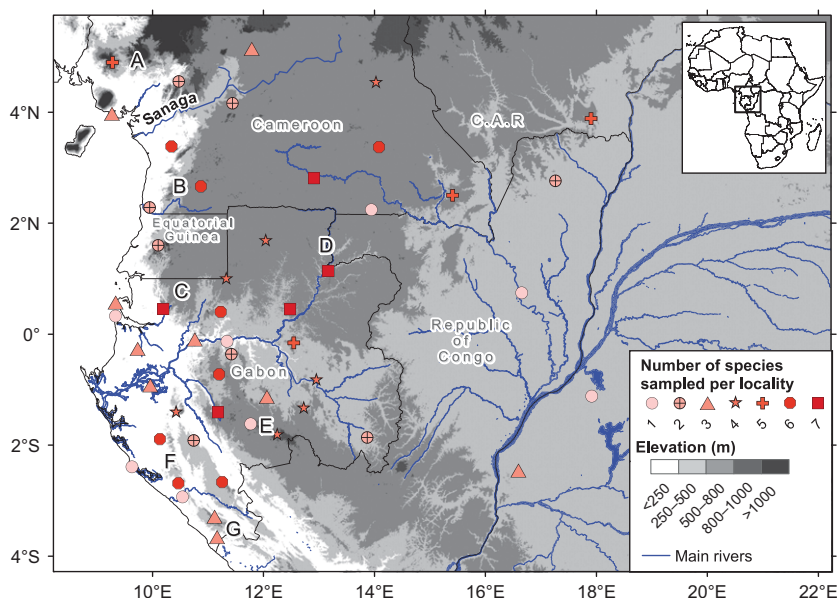 A
4°N
Sanaga
Cameroon
C.A.R
B
2°N
Equatorial
Guinea
D
C
0°
Republic
of
Congo
Gabon
E
2°S
F
G
4°S
10°E 12°E 14°E 16°E 18°E 20°E 22°E
Number of species
sampled per locality
1 2 3 4 5 6 7
Elevation (m)
<250 250–500 500–800 800–1000 >1000
Main rivers